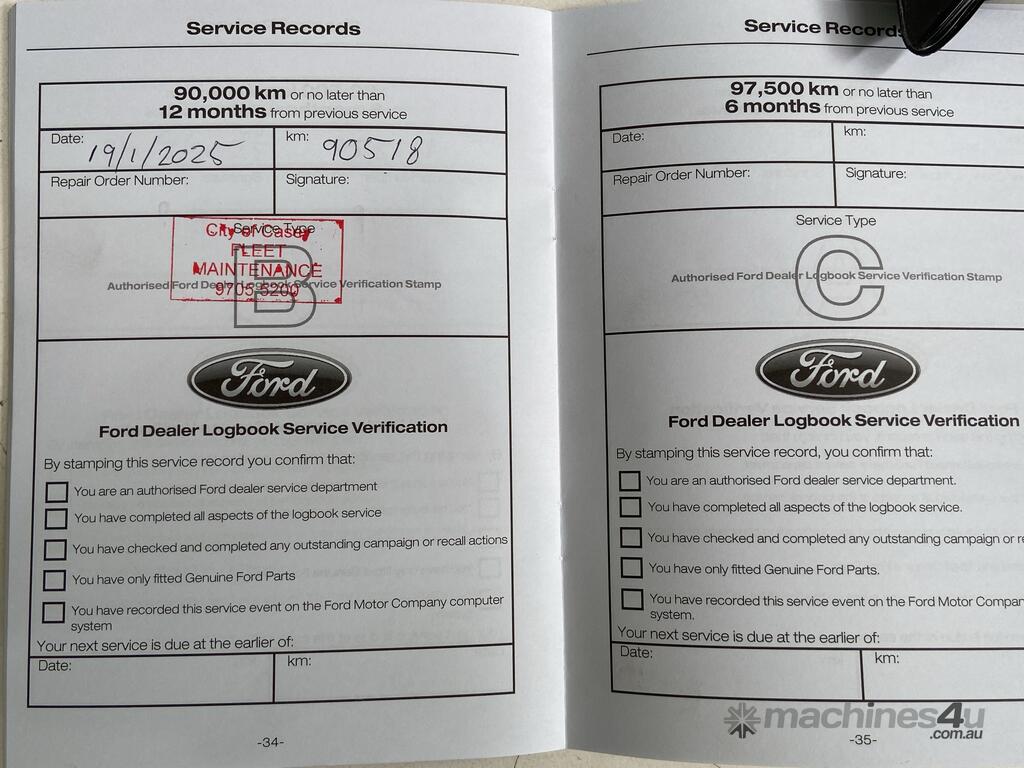 Service Records
90,000 km or no later than
12 months from previous service
Date: 19/1/2025
km: 90518
Repair Order Number:
Signature:
Service Type
City of Casey
FLEET
MAINTENANCE
9705 5200
B
Authorised Ford Dealer Logbook Service Verification Stamp
Ford
Ford Dealer Logbook Service Verification
By stamping this service record you confirm that:
You are an authorised Ford dealer service department
You have completed all aspects of the logbook service
You have checked and completed any outstanding campaign or recall actions
You have only fitted Genuine Ford Parts
You have recorded this service event on the Ford Motor Company computer
system
Your next service is due at the earlier of:
Date:
km:
-34-
Service Records
97,500 km or no later than
6 months from previous service
Date:
km:
Repair Order Number:
Signature:
Service Type
C
Authorised Ford Dealer Logbook Service Verification Stamp
Ford
Ford Dealer Logbook Service Verification
By stamping this service record, you confirm that:
You are an authorised Ford dealer service department.
You have completed all aspects of the logbook service.
You have checked and completed any outstanding campaign or re
You have only fitted Genuine Ford Parts.
You have recorded this service event on the Ford Motor Compan
system.
Your next service is due at the earlier of:
Date:
km:
-35-
machines4u
.com.au